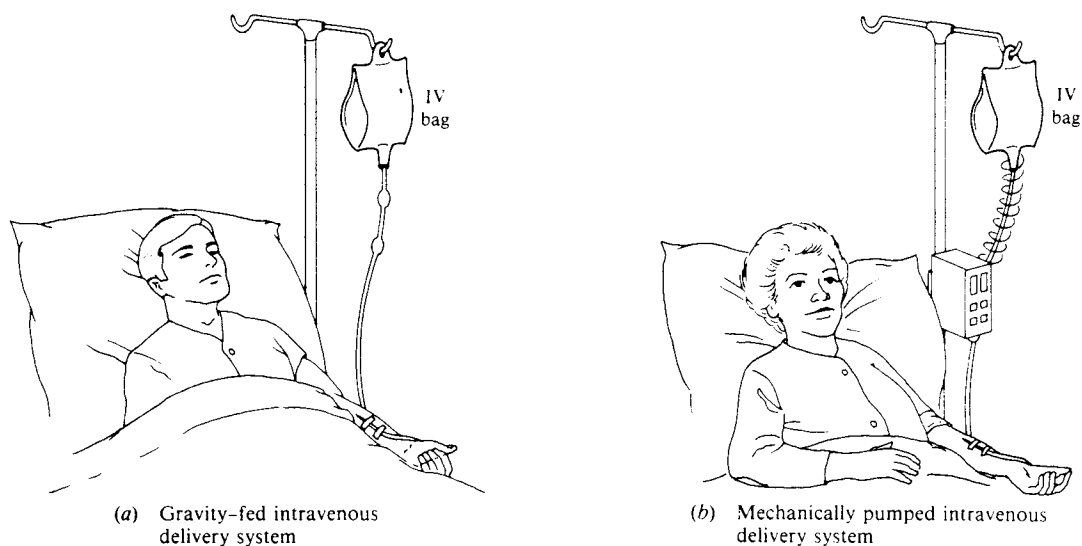 IV
bag
IV
bag
(a) Gravity–fed intravenous
delivery system
(b) Mechanically pumped intravenous
delivery system